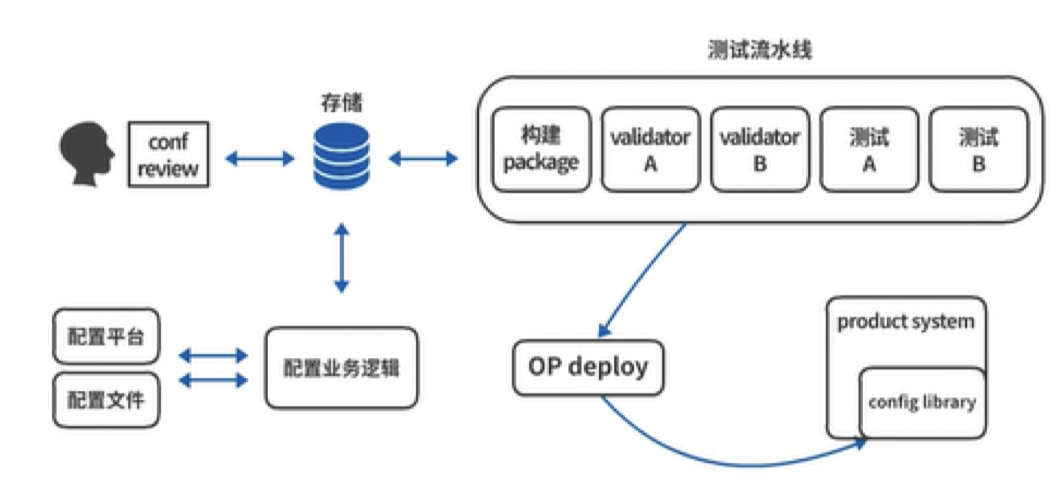 测试流水线
存储
conf
review
构建
package
validator
A
validator
B
测试
A
测试
B
配置平台
配置文件
配置业务逻辑
OP deploy
product system
config library